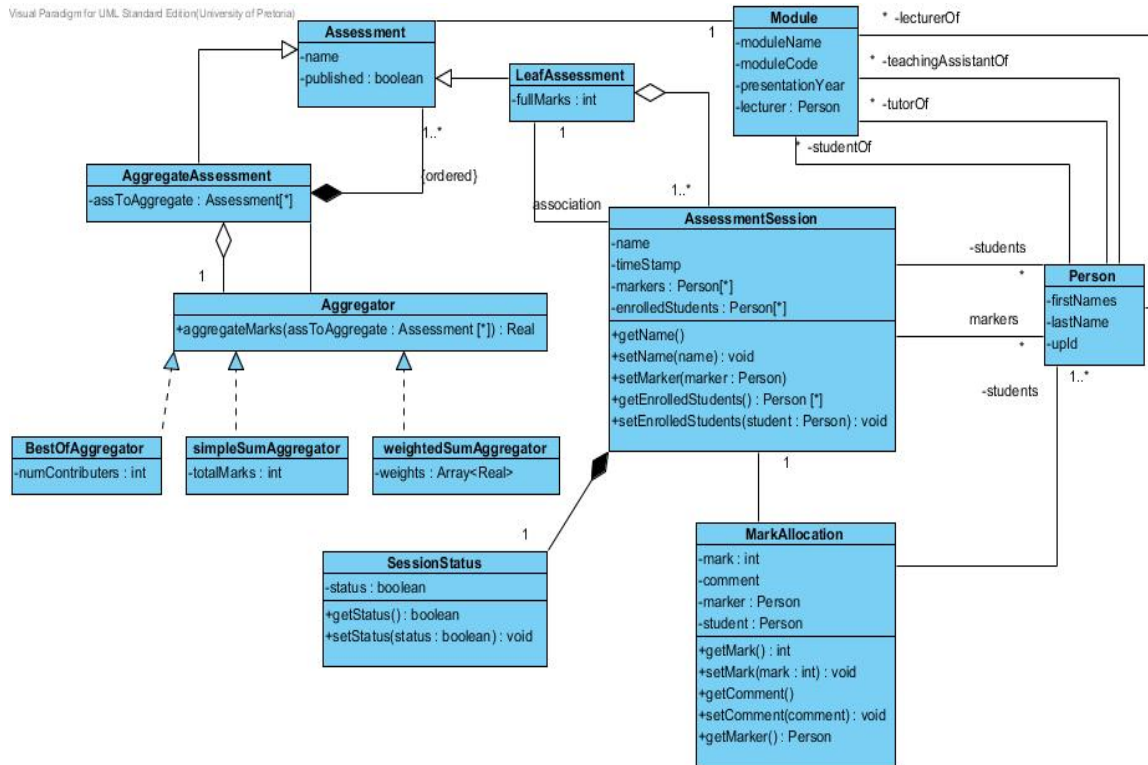 Visual Paradigm for UML Standard Edition(University of Pretoria)
Assessment
-name
-published : boolean
1
Module
-moduleName
-moduleCode
-presentationYear
-lecturer : Person
* -lecturerOf
* -teachingAssistantOf
* -tutorOf
* -studentOf
LeafAssessment
-fullMarks : int
1
1..*
{ordered}
AggregateAssessment
-assToAggregate : Assessment[*]
1
1..*
association
Aggregator
+aggregateMarks(assToAggregate : Assessment [*]) : Real
AssessmentSession
-name
-timeStamp
-markers : Person[*]
-enrolledStudents : Person[*]
+getName()
+setName(name) : void
+setMarker(marker : Person)
+getEnrolledStudents() : Person [*]
+setEnrolledStudents(student : Person) : void
-students
*
markers
*
Person
-firstNames
-lastName
-upId
1..*
-students
BestOfAggregator
-numContributers : int
simpleSumAggregator
-totalMarks : int
weightedSumAggregator
-weights : Array<Real>
1
1
SessionStatus
-status : boolean
+getStatus() : boolean
+setStatus(status : boolean) : void
MarkAllocation
-mark : int
-comment
-marker : Person
-student : Person
+getMark() : int
+setMark(mark : int) : void
+getComment()
+setComment(comment) : void
+getMarker() : Person